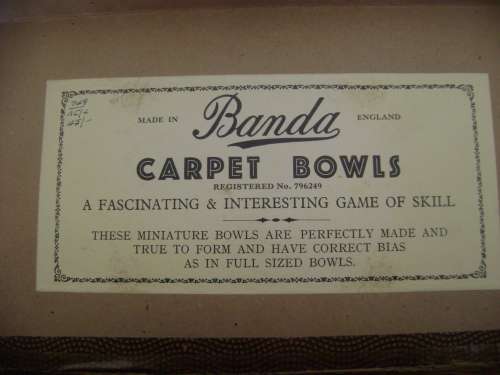 MADE IN Banda ENGLAND
CARPET BOWLS
REGISTERED No. 796249
A FASCINATING & INTERESTING GAME OF SKILL
THESE MINIATURE BOWLS ARE PERFECTLY MADE AND
TRUE TO FORM AND HAVE CORRECT BIAS
AS IN FULL SIZED BOWLS.